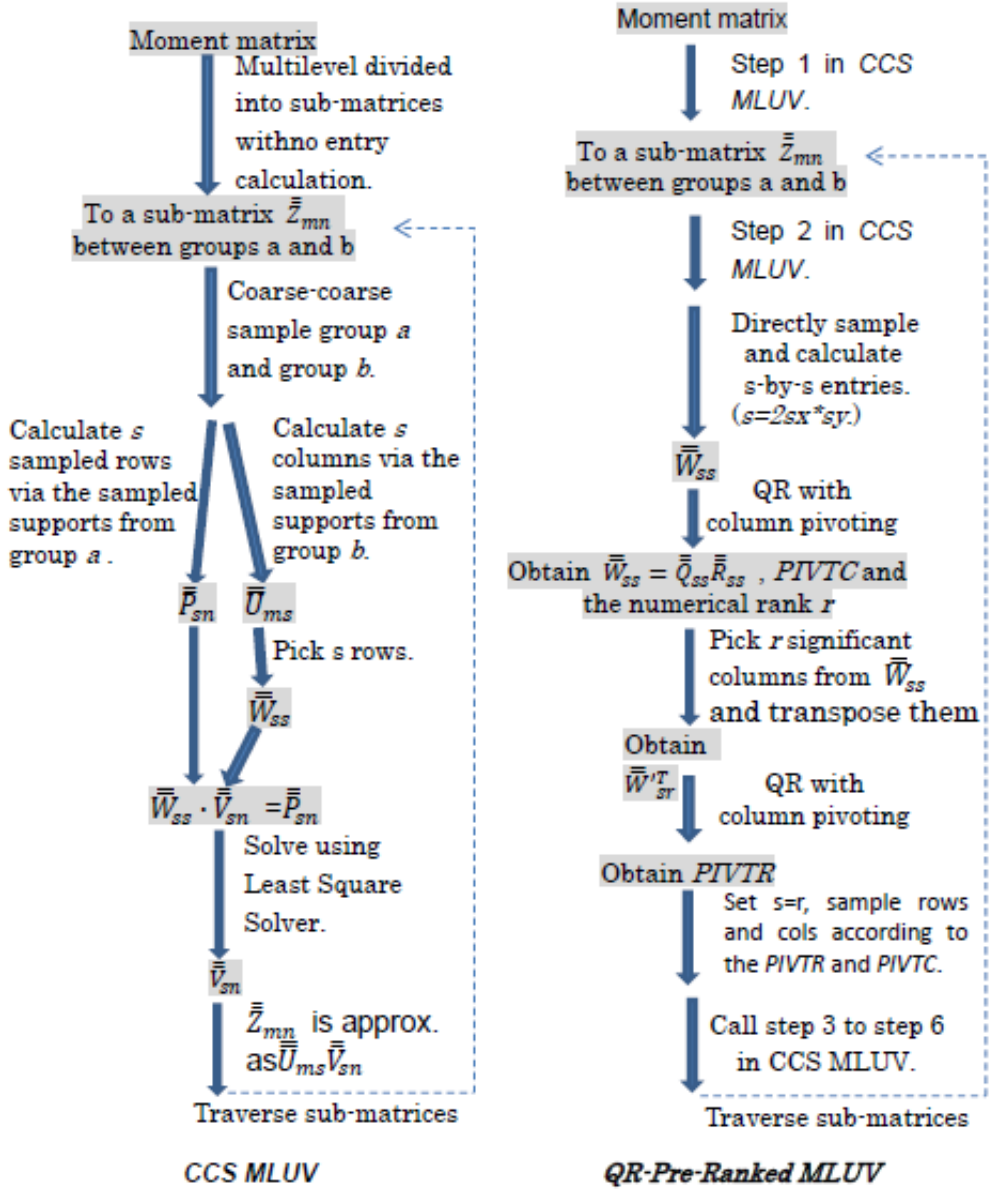 Moment matrix
Multilevel divided
into sub-matrices
withno entry
calculation.
To a sub-matrix Z̿ₘₙ
between groups a and b
Coarse-coarse
sample group a
and group b.
Calculate s
sampled rows
via the sampled
supports from
group a .
Calculate s
columns via the
sampled
supports from
group b.
P̿ₛₙ
U̿ₘₛ
Pick s rows.
W̿ₛₛ
W̿ₛₛ · V̿ₛₙ =P̿ₛₙ
Solve using
Least Square
Solver.
V̿ₛₙ
Z̿ₘₙ is approx.
asU̿ₘₛV̿ₛₙ
Traverse sub-matrices
CCS MLUV
Moment matrix
Step 1 in CCS
MLUV.
To a sub-matrix Z̿ₘₙ
between groups a and b
Step 2 in CCS
MLUV.
Directly sample
and calculate
s-by-s entries.
(s=2sx*sy.)
W̿ₛₛ
QR with
column pivoting
Obtain W̿ₛₛ = Q̿ₛₛR̿ₛₛ , PIVTC and
the numerical rank r
Pick r significant
columns from W̿ₛₛ
and transpose them
Obtain
W̿′ᵀₛᵣ
QR with
column pivoting
Obtain PIVTR
Set s=r, sample rows
and cols according to
the PIVTR and PIVTC.
Call step 3 to step 6
in CCS MLUV.
Traverse sub-matrices
QR-Pre-Ranked MLUV